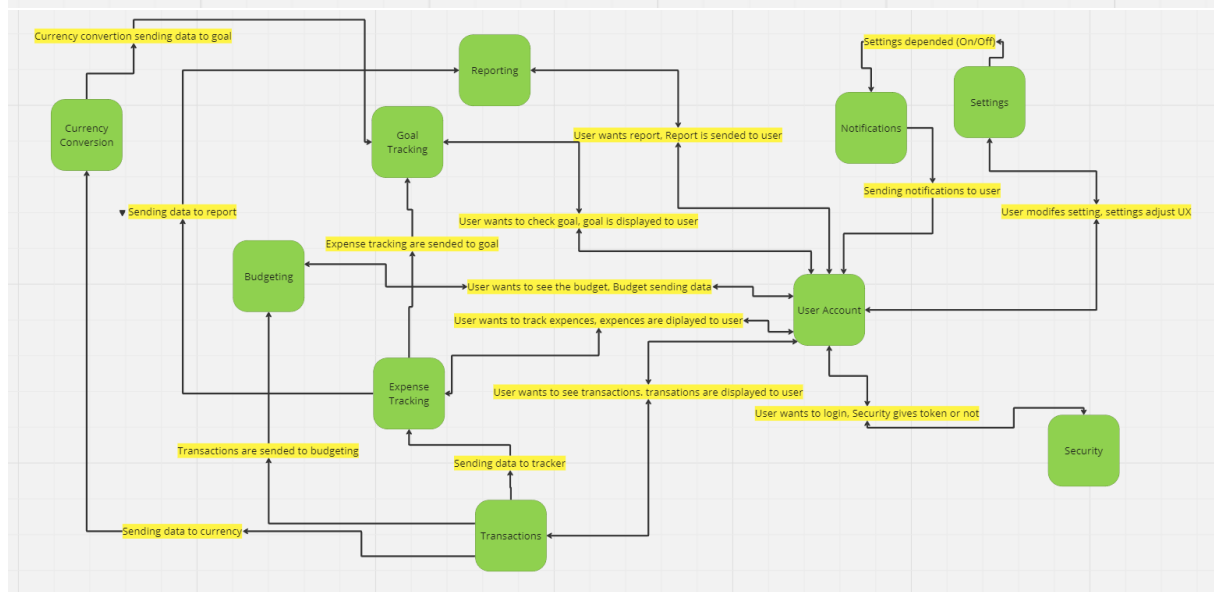 Currency convertion sending data to goal
Settings depended (On/Off)
Reporting
Settings
Currency
Conversion
Goal
Tracking
Notifications
User wants report, Report is sended to user
Sending notifications to user
Sending data to report
User modifes setting, settings adjust UX
User wants to check goal, goal is displayed to user
Expense tracking are sended to goal
Budgeting
User wants to see the budget, Budget sending data
User Account
User wants to track expences, expences are diplayed to user
Expense
Tracking
User wants to see transactions. transations are displayed to user
User wants to login, Security gives token or not
Transactions are sended to budgeting
Security
Sending data to tracker
Sending data to currency
Transactions